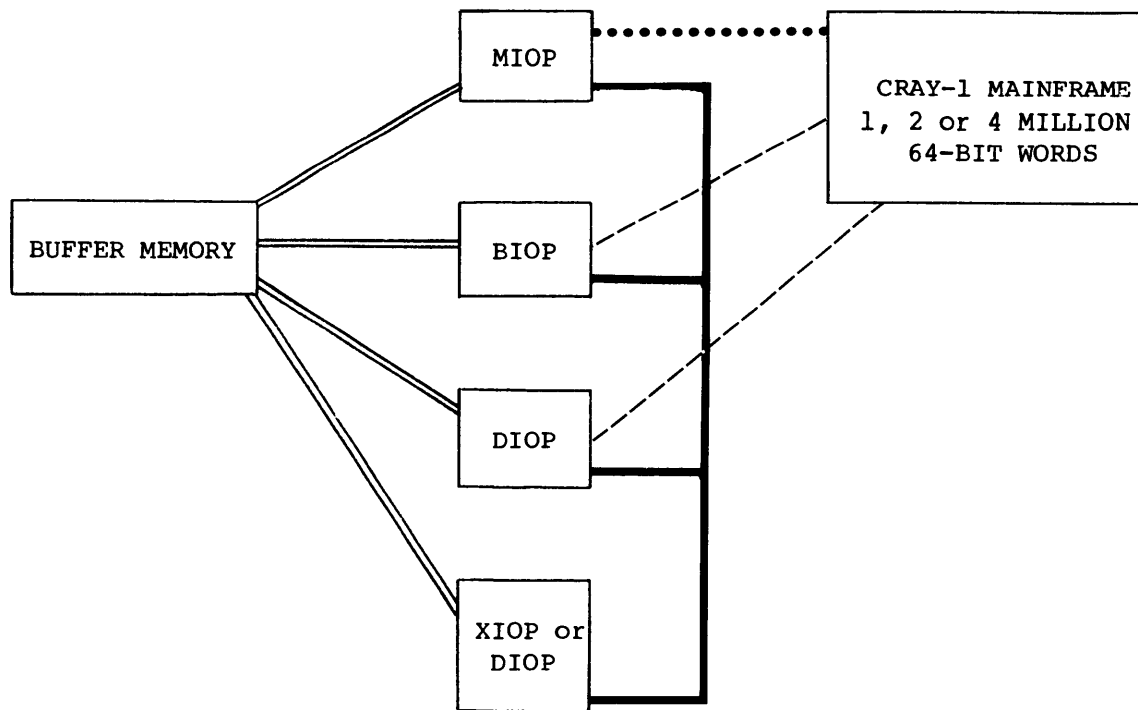 MIOP
CRAY-1 MAINFRAME
1, 2 or 4 MILLION
64-BIT WORDS
BUFFER MEMORY
BIOP
DIOP
XIOP or
DIOP